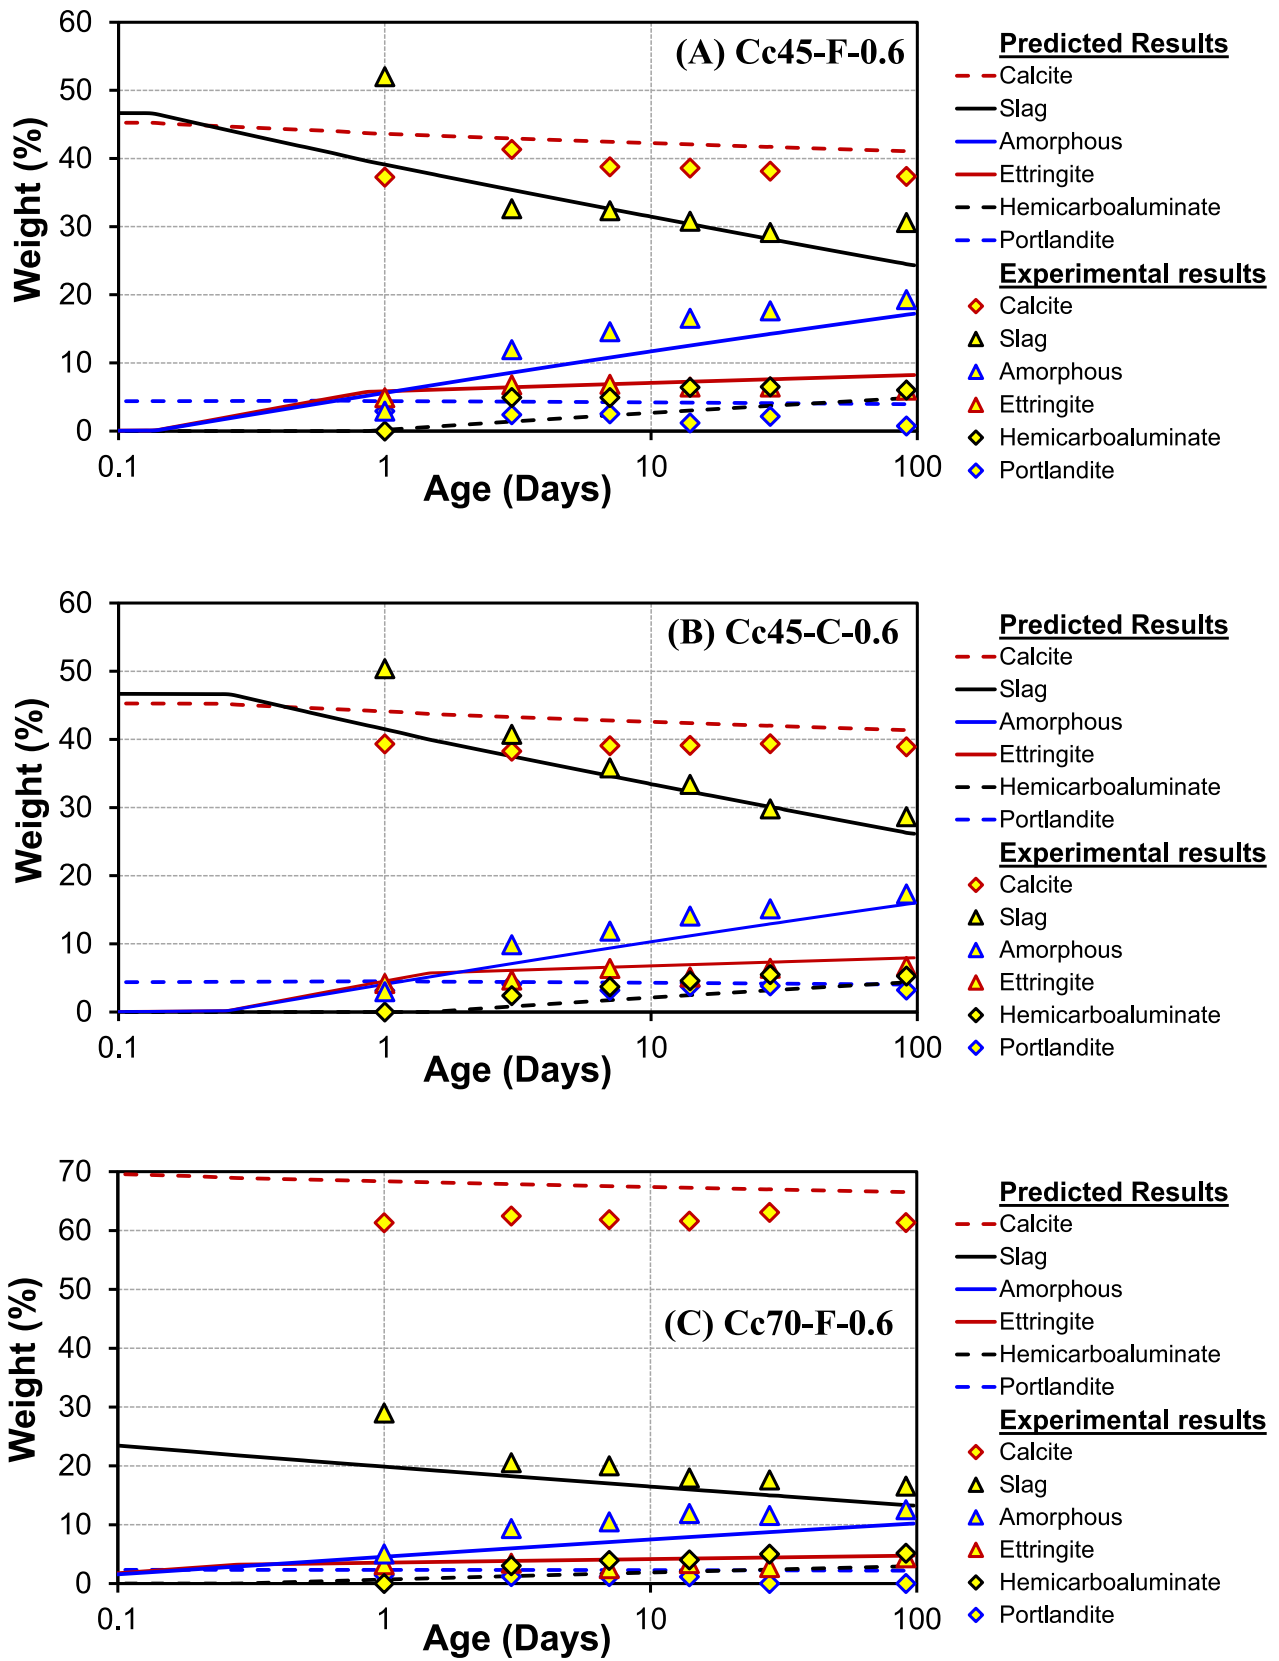 (A) Cc45-F-0.6
Weight (%)
60
50
40
30
20
10
0
0.1
1
10
100
Age (Days)
Predicted Results
Calcite
Slag
Amorphous
Ettringite
Hemicarboaluminate
Portlandite
Experimental results
Calcite
Slag
Amorphous
Ettringite
Hemicarboaluminate
Portlandite
(B) Cc45-C-0.6
Weight (%)
60
50
40
30
20
10
0
0.1
1
10
100
Age (Days)
Predicted Results
Calcite
Slag
Amorphous
Ettringite
Hemicarboaluminate
Portlandite
Experimental results
Calcite
Slag
Amorphous
Ettringite
Hemicarboaluminate
Portlandite
(C) Cc70-F-0.6
Weight (%)
70
60
50
40
30
20
10
0
0.1
1
10
100
Age (Days)
Predicted Results
Calcite
Slag
Amorphous
Ettringite
Hemicarboaluminate
Portlandite
Experimental results
Calcite
Slag
Amorphous
Ettringite
Hemicarboaluminate
Portlandite